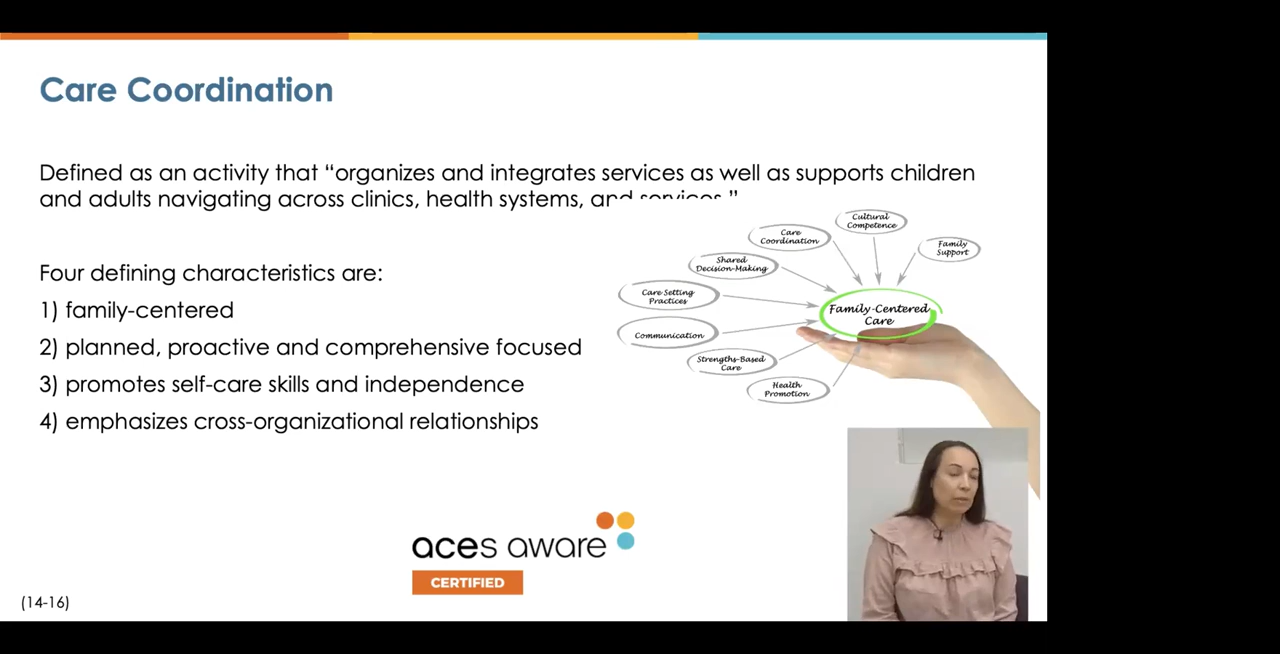 Care Coordination
Defined as an activity that “organizes and integrates services as well as supports children
and adults navigating across clinics, health systems, and services.”
Four defining characteristics are:
1) family-centered
2) planned, proactive and comprehensive focused
3) promotes self-care skills and independence
4) emphasizes cross-organizational relationships
Cultural
Competence
Care
Coordination
Family
Support
Shared
Decision-Making
Care Setting
Practices
Family-Centered
Care
Communication
Strengths-Based
Care
Health
Promotion
aces aware
CERTIFIED
(14-16)